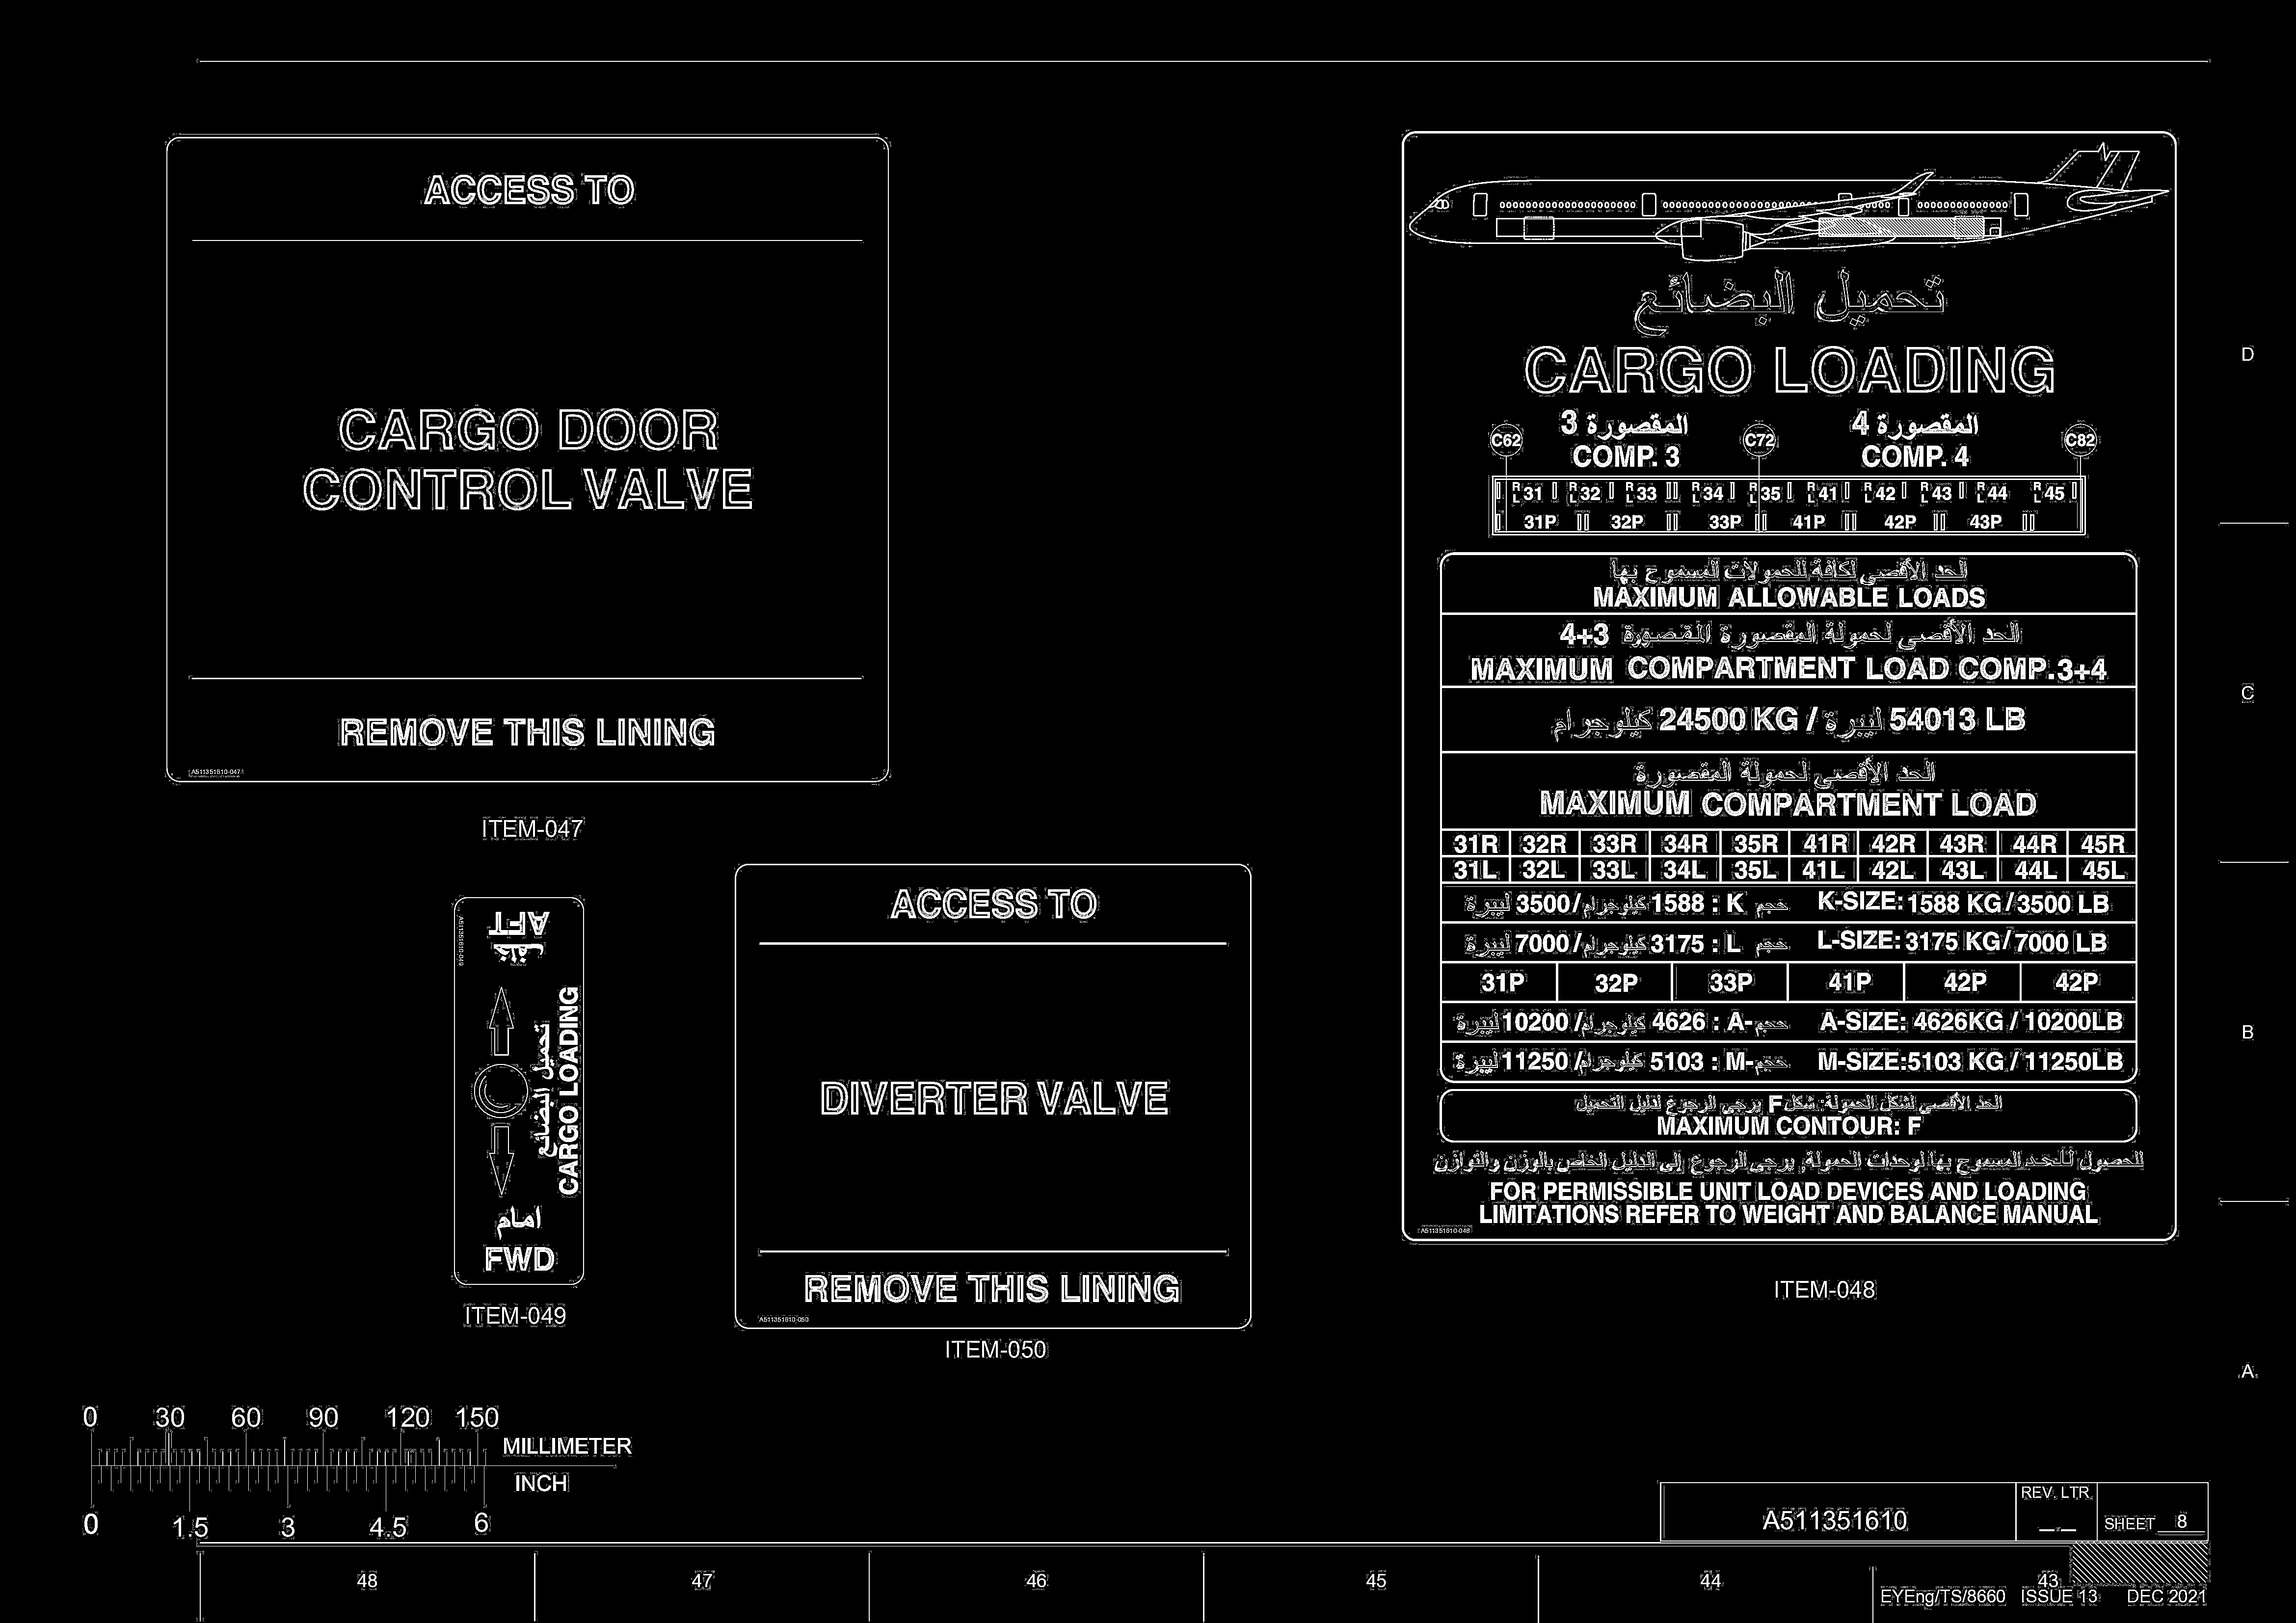 ACCESS TO
CARGO DOOR
CONTROL VALVE
REMOVE THIS LINING
A511351610-047
ITEM-047
AFT
خلف
تحميل البضائع
CARGO LOADING
أمام
FWD
A511351610-049
ITEM-049
ACCESS TO
DIVERTER VALVE
REMOVE THIS LINING
A511351610-050
ITEM-050
تحميل البضائع
CARGO LOADING
المقصورة 3
المقصورة 4
C62 C72 C82
COMP. 3 COMP. 4
R L 31 R L 32 R L 33 R L 34 R L 35 R L 41 R L 42 R L 43 R L 44 R L 45
31P 32P 33P 41P 42P 43P
الحد الأقصى لكافة للحمولات المسموح بها
MAXIMUM ALLOWABLE LOADS
الحد الأقصى لحمولة المقصورة المقصورة 3+4
MAXIMUM COMPARTMENT LOAD COMP.3+4
كيلوجرام 24500 KG / ليبرة 54013 LB
الحد الأقصى لحمولة المقصورة
MAXIMUM COMPARTMENT LOAD
31R 32R 33R 34R 35R 41R 42R 43R 44R 45R
31L 32L 33L 34L 35L 41L 42L 43L 44L 45L
حجم K : 1588 كيلوجرام/3500 ليبرة K-SIZE: 1588 KG/3500 LB
حجم L : 3175 كيلوجرام/7000 ليبرة L-SIZE: 3175 KG/7000 LB
31P 32P 33P 41P 42P 42P
حجم-A : 4626 كيلوجرام/10200 ليبرة A-SIZE: 4626KG / 10200LB
حجم-M : 5103 كيلوجرام/11250 ليبرة M-SIZE:5103 KG / 11250LB
الحد الأقصى لشكل الحمولة: شكل F يرجى الرجوع لدليل التحميل
MAXIMUM CONTOUR: F
للحصول للحد المسموح بها لوحدات الحمولة, يرجى الرجوع إلى الدليل الخاص بالوزن والتوازن
FOR PERMISSIBLE UNIT LOAD DEVICES AND LOADING
LIMITATIONS REFER TO WEIGHT AND BALANCE MANUAL
A511351610-048
ITEM-048
D
C
B
A
0 30 60 90 120 150
MILLIMETER
INCH
0 1.5 3 4.5 6
A511351610
REV. LTR.
__
SHEET 8
48 47 46 45 44 43
EYEng/TS/8660 ISSUE 13 DEC 2021